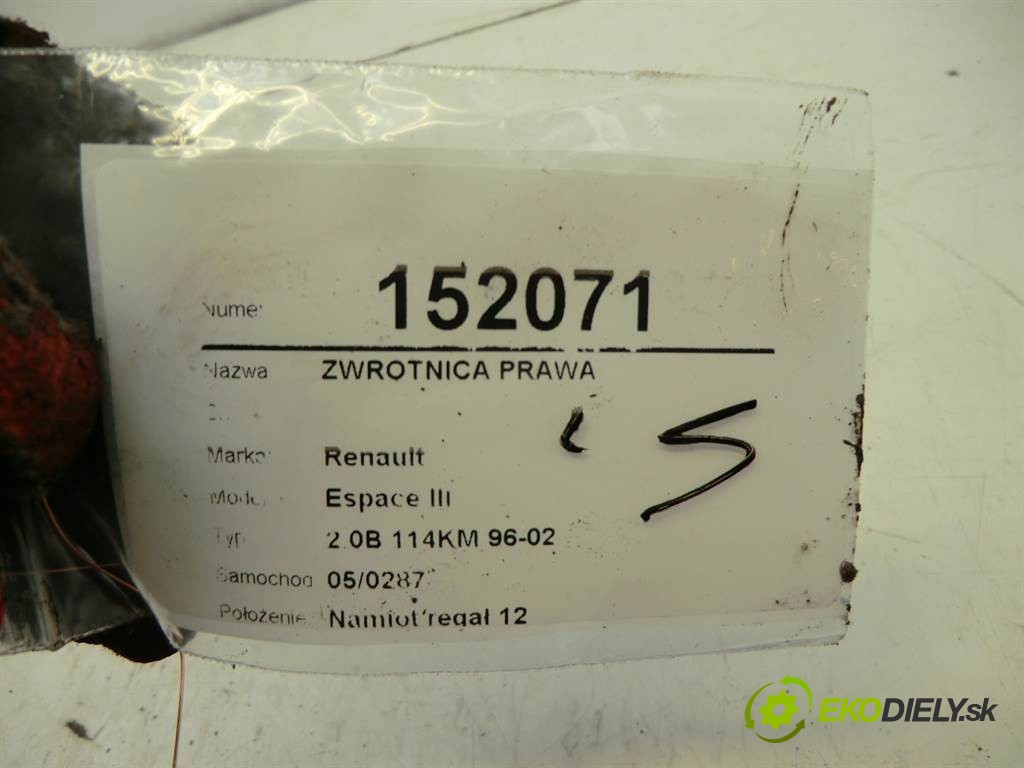 Numer 152071
Nazwa ZWROTNICA PRAWA
Marka Renault
Model Espace III
Typ 2.0B 114KM 96-02
Samochod 05/0287
Położenie Namiot regał 12
EKODIELY.sk